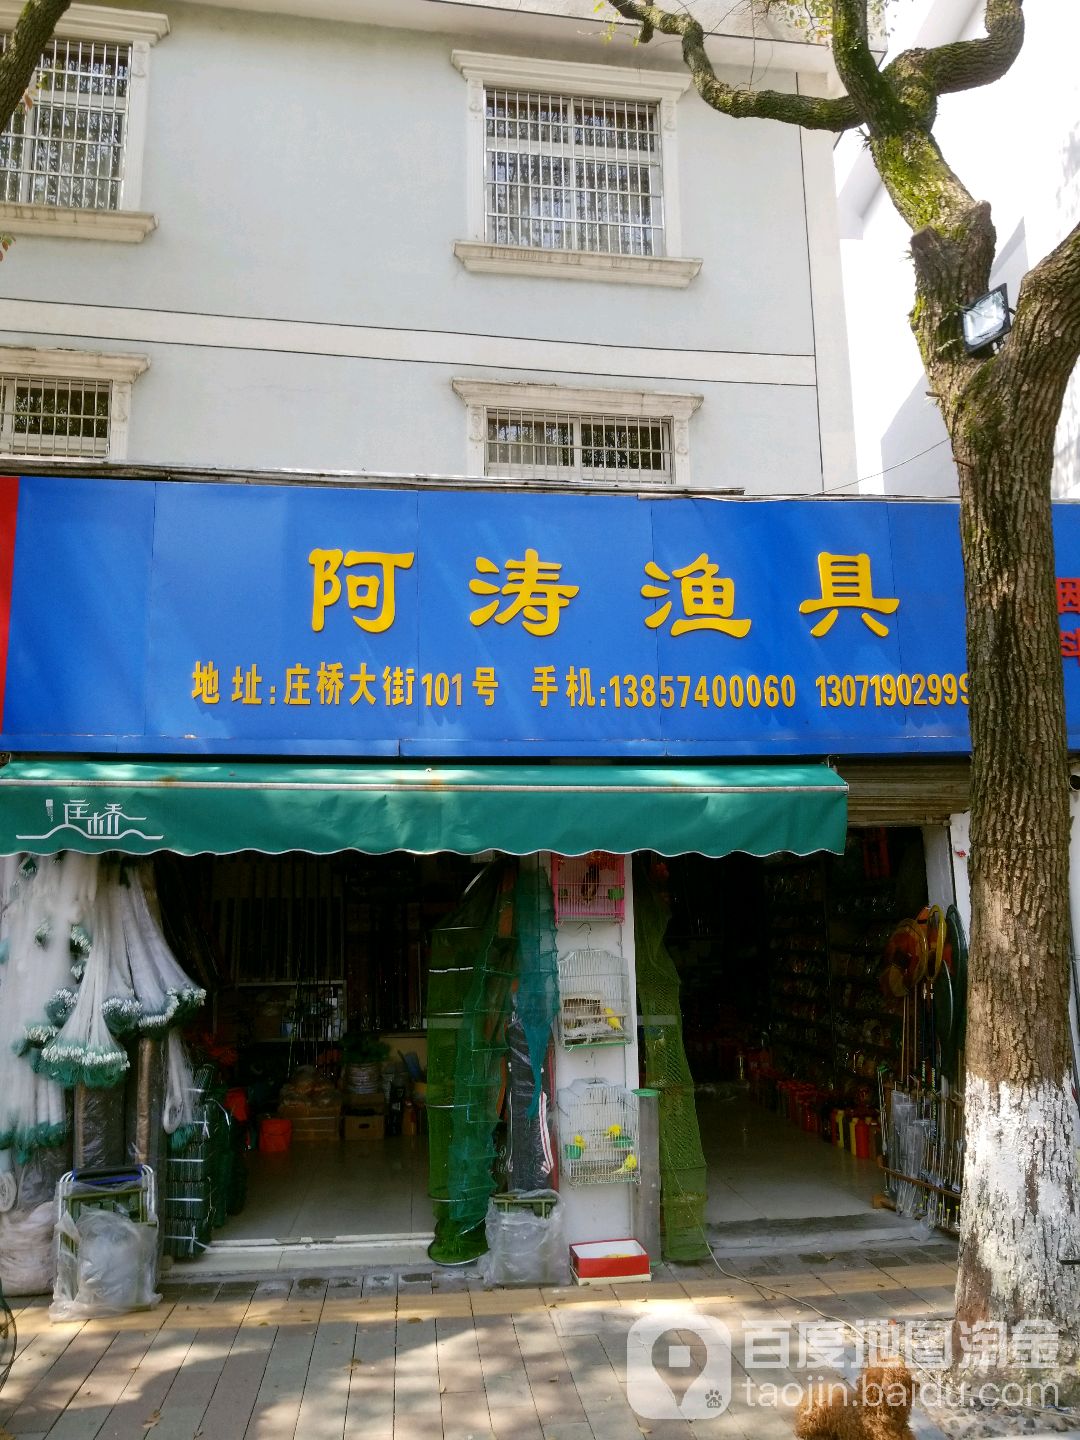 阿涛渔具
地址:庄桥大街101号 手机:13857400060 13071902999
庄桥
百度地图淘金
taojin.baidu.com